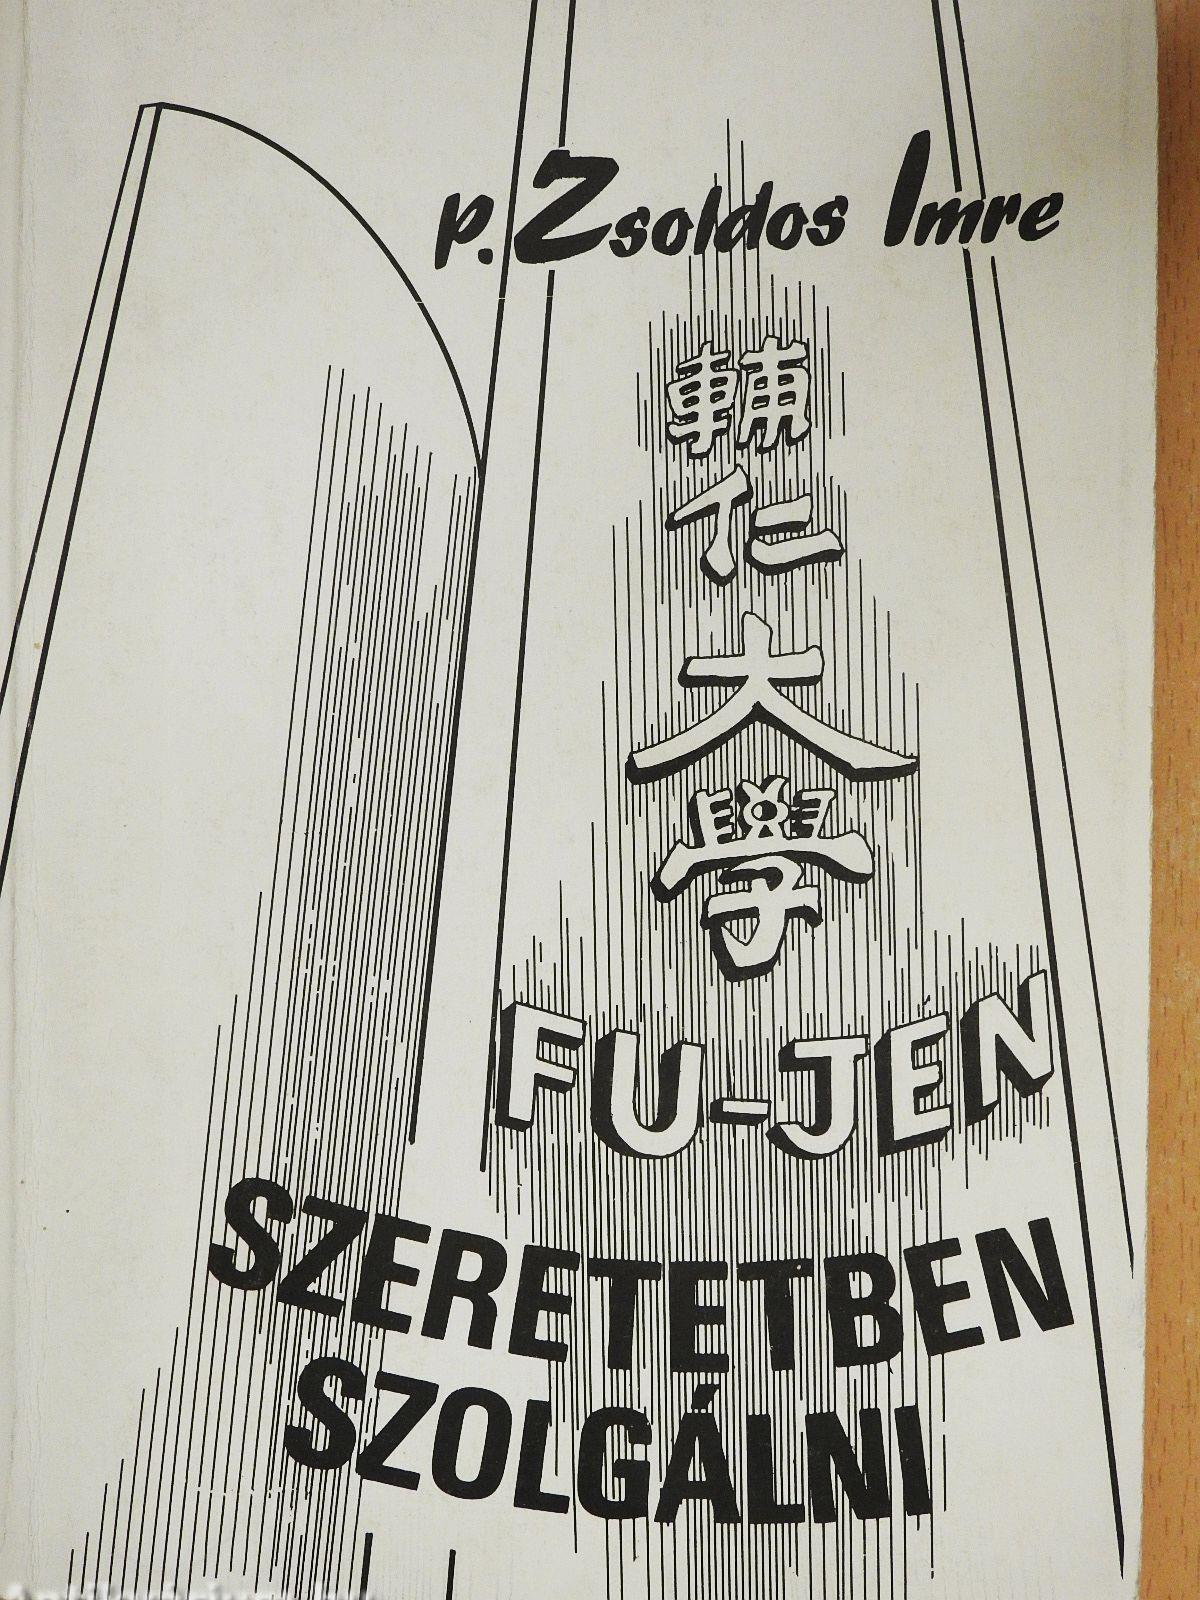 P. Zsoldos Imre
輔
仁
大
學
FU-JEN
SZERETETBEN
SZOLGÁLNI